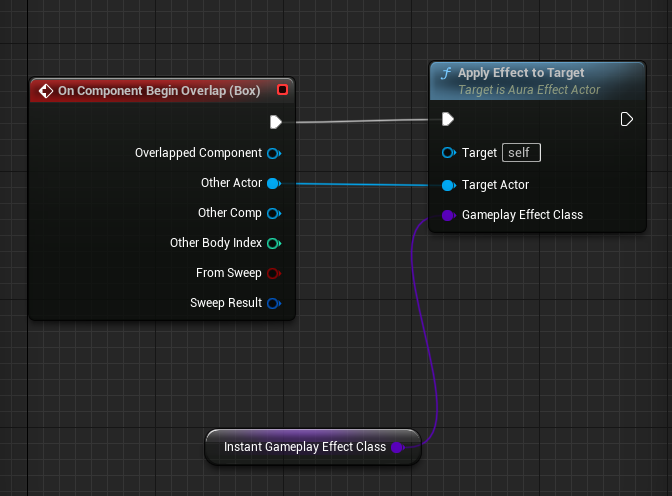 On Component Begin Overlap (Box)
Overlapped Component
Other Actor
Other Comp
Other Body Index
From Sweep
Sweep Result
Apply Effect to Target
Target is Aura Effect Actor
Target self
Target Actor
Gameplay Effect Class
Instant Gameplay Effect Class